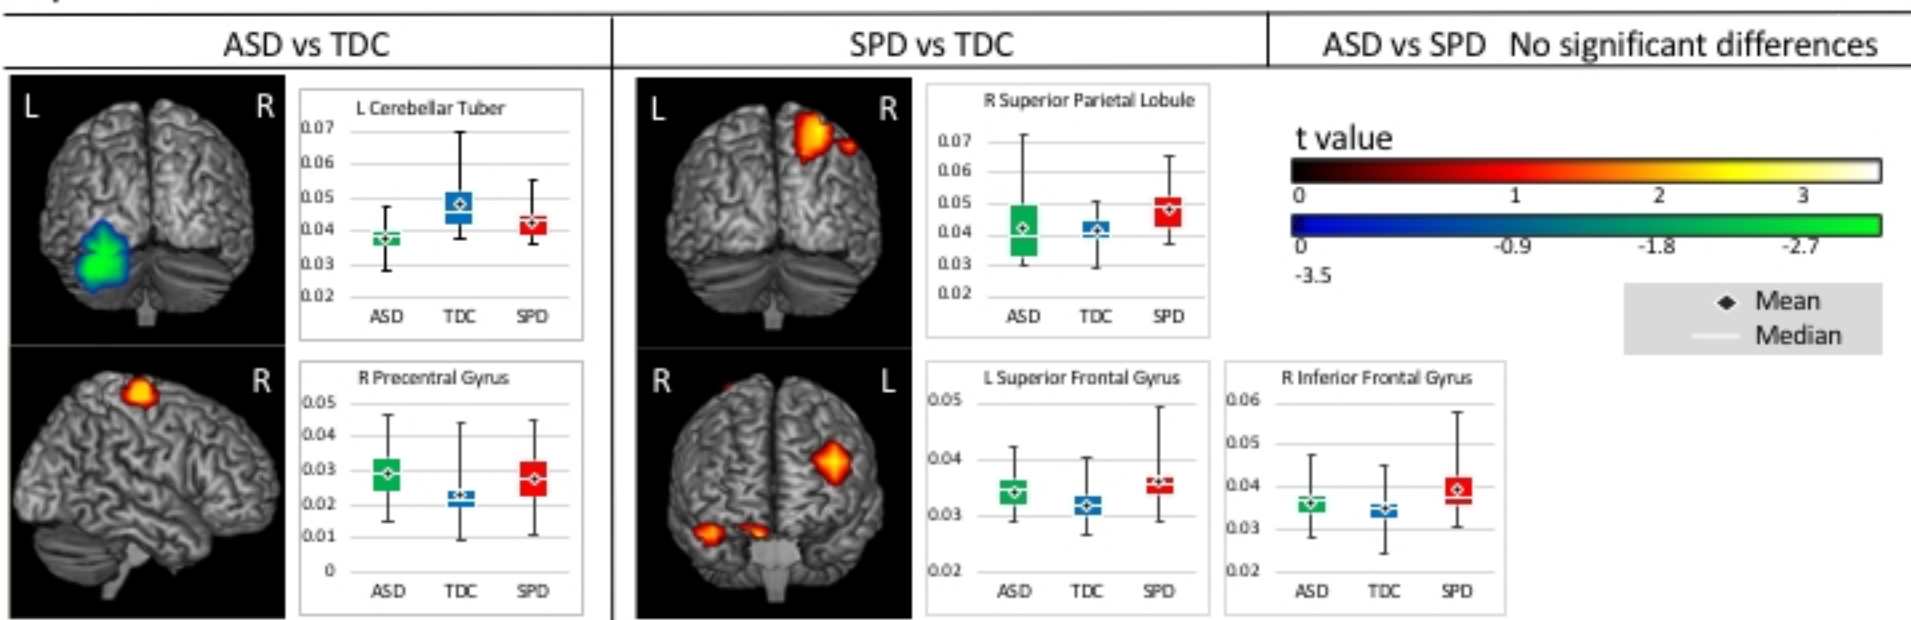 ASD vs TDC
SPD vs TDC
ASD vs SPD No significant differences
L R
L Cerebellar Tuber
0.07
0.06
0.05
0.04
0.03
0.02
ASD TDC SPD
R
R Precentral Gyrus
0.05
0.04
0.03
0.02
0.01
0
ASD TDC SPD
L R
R Superior Parietal Lobule
0.07
0.06
0.05
0.04
0.03
0.02
ASD TDC SPD
R L
L Superior Frontal Gyrus
0.05
0.04
0.03
0.02
ASD TDC SPD
R Inferior Frontal Gyrus
0.06
0.05
0.04
0.03
0.02
ASD TDC SPD
t value
0 1 2 3
0 -0.9 -1.8 -2.7
-3.5
Mean
Median